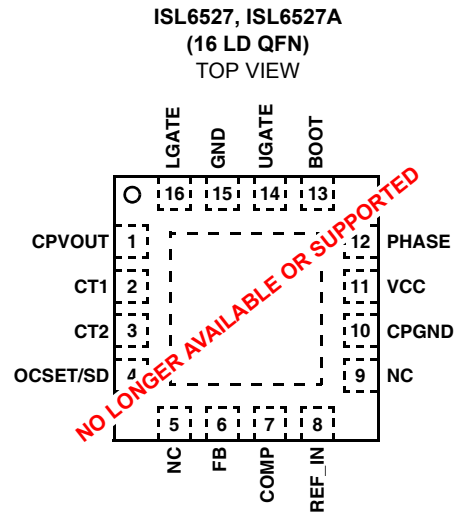 ISL6527, ISL6527A
(16 LD QFN)
TOP VIEW
LGATE
GND
UGATE
BOOT
16
15
14
13
CPVOUT 1
CT1 2
CT2 3
OCSET/SD 4
12 PHASE
11 VCC
10 CPGND
9 NC
5
6
7
8
NC
FB
COMP
REF_IN
NO LONGER AVAILABLE OR SUPPORTED